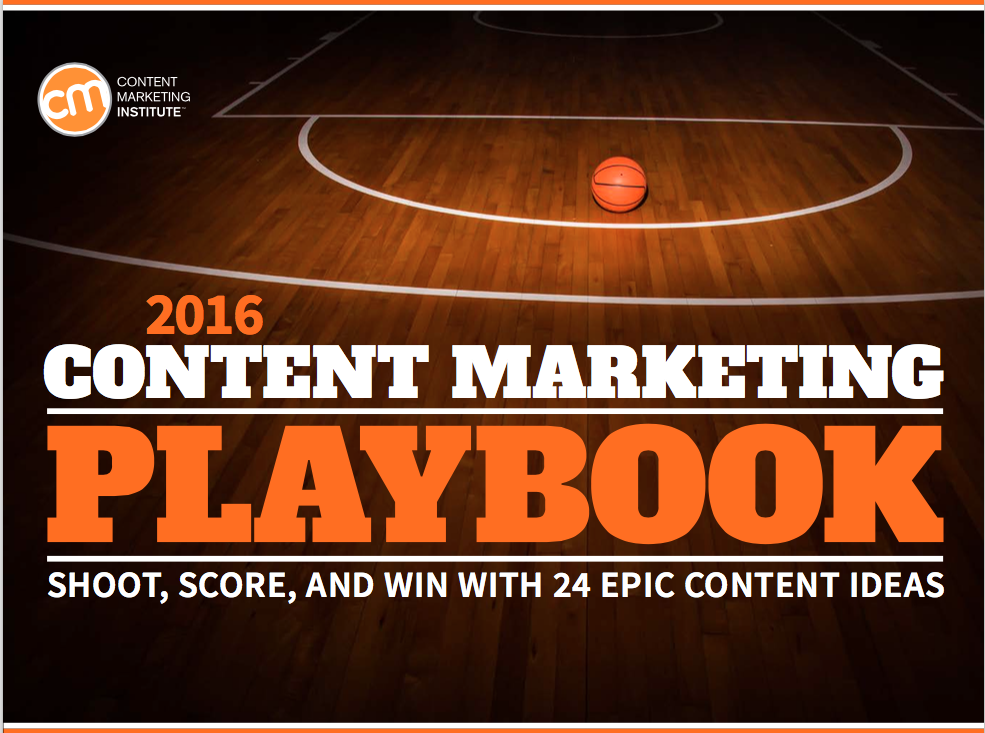 cm
CONTENT
MARKETING
INSTITUTE™
2016
CONTENT MARKETING
PLAYBOOK
SHOOT, SCORE, AND WIN WITH 24 EPIC CONTENT IDEAS